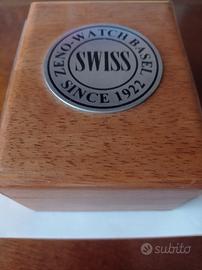 ZENO-WATCH BASEL
SWISS
SINCE 1922
subito